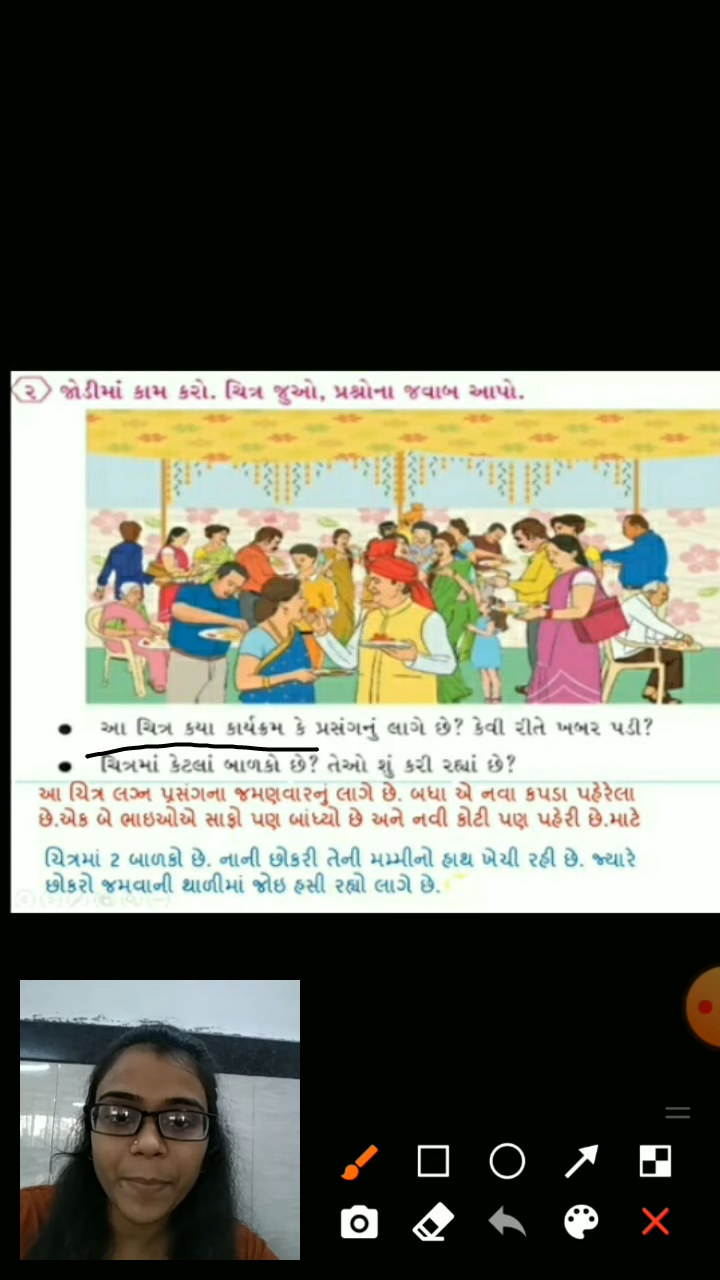 ૨ જોડીમાં કામ કરો. ચિત્ર જુઓ, પ્રશ્નોના જવાબ આપો.
● આ ચિત્ર કયા કાર્યક્રમ કે પ્રસંગનું લાગે છે? કેવી રીતે ખબર પડી?
● ચિત્રમાં કેટલાં બાળકો છે? તેઓ શું કરી રહ્યાં છે?
આ ચિત્ર લગ્ન પ્રસંગના જમણવારનું લાગે છે. બધા એ નવા કપડા પહેરેલા
છે.એક બે ભાઇઓએ સાફો પણ બાંધ્યો છે અને નવી કોટી પણ પહેરી છે.માટે
ચિત્રમાં 2 બાળકો છે. નાની છોકરી તેની મમ્મીનો હાથ ખેચી રહી છે. જ્યારે
છોકરો જમવાની થાળીમાં જોઇ હસી રહ્યો લાગે છે.